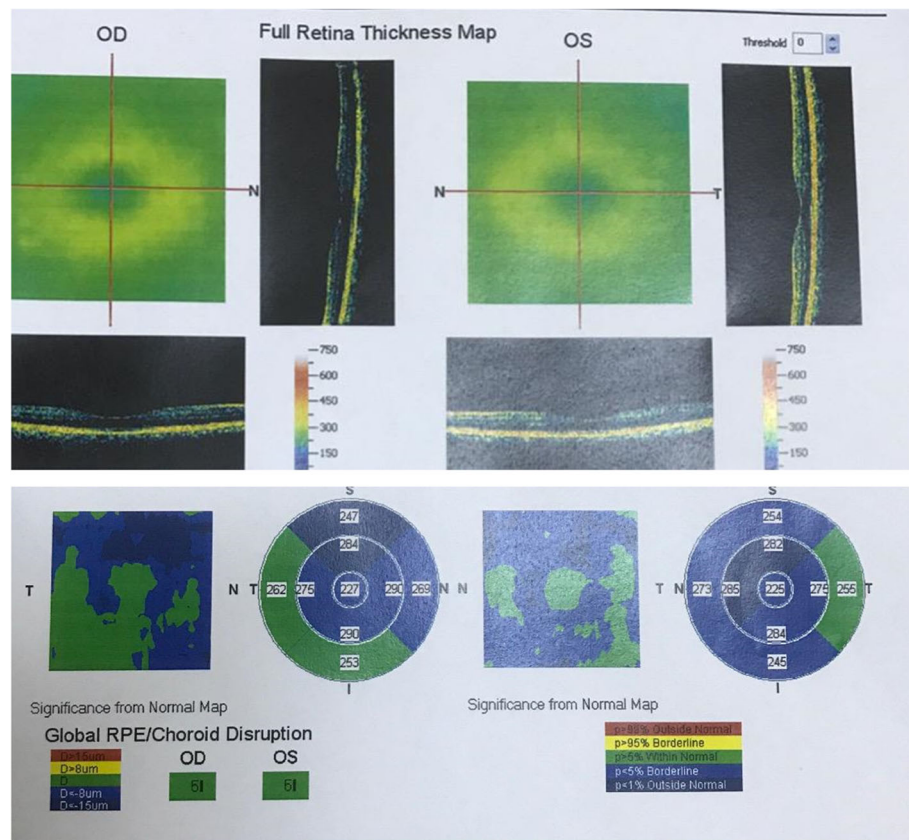 OD
Full Retina Thickness Map
OS
Threshold 0
N
N
T
750
600
450
300
150
750
600
450
300
150
S
247
284
T
N
T
262
275
227
290
269
N
290
253
I
S
254
282
N
T
N
273
285
225
275
255
T
284
245
I
Significance from Normal Map
Significance from Normal Map
Global RPE/Choroid Disruption
D>15um
D>8um
D
D<-8um
D<-15um
OD
OS
p>95% Borderline
p>5% Within Normal
p<5% Borderline
p<1% Outside Normal